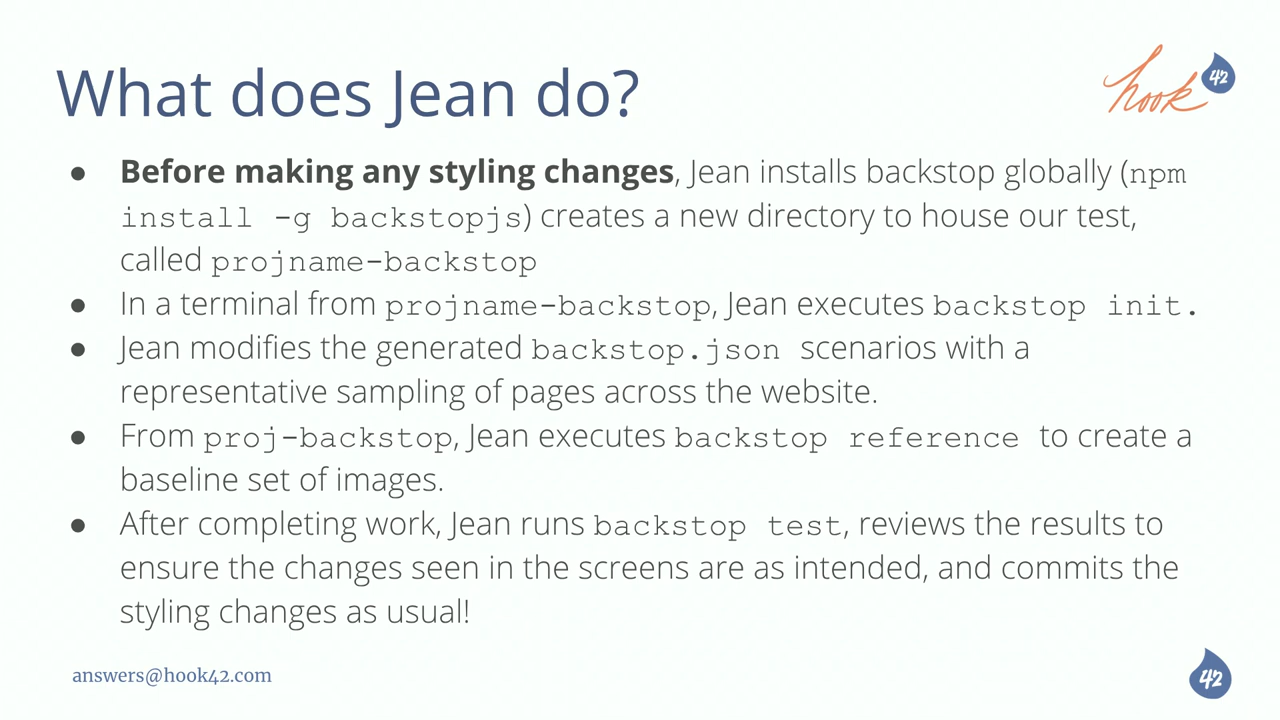 What does Jean do?
hook 42
● Before making any styling changes, Jean installs backstop globally (npm
install -g backstopjs) creates a new directory to house our test,
called projname-backstop
● In a terminal from projname-backstop, Jean executes backstop init.
● Jean modifies the generated backstop.json scenarios with a
representative sampling of pages across the website.
● From proj-backstop, Jean executes backstop reference to create a
baseline set of images.
● After completing work, Jean runs backstop test, reviews the results to
ensure the changes seen in the screens are as intended, and commits the
styling changes as usual!
answers@hook42.com
42